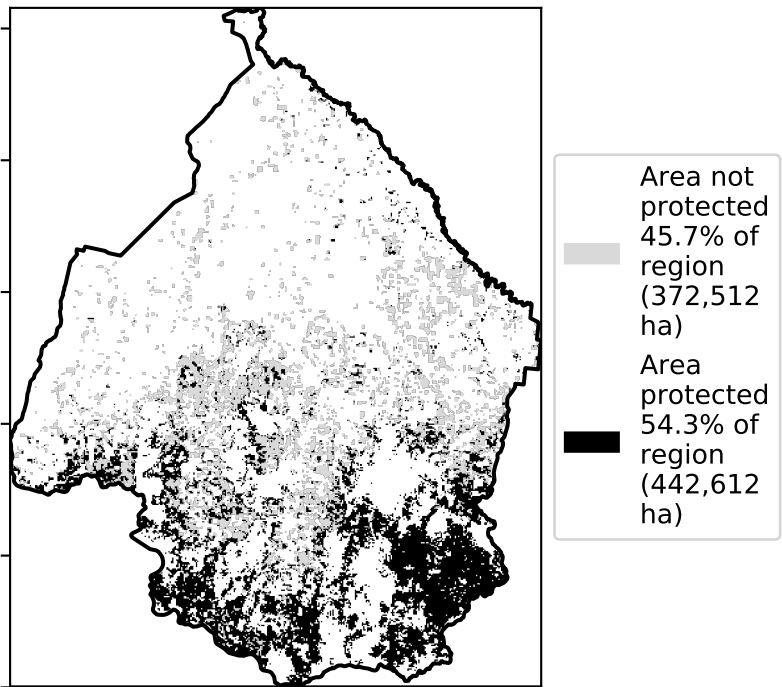 Area not
protected
45.7% of
region
(372,512
ha)
Area
protected
54.3% of
region
(442,612
ha)